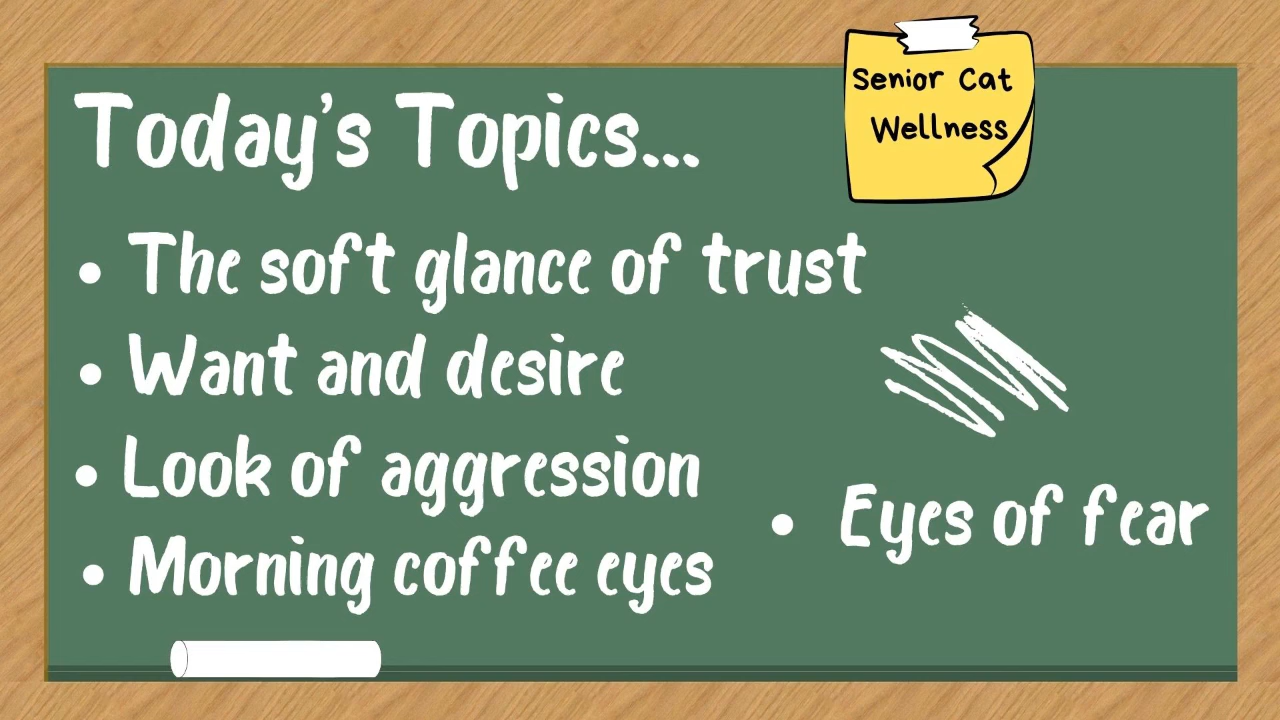 Senior Cat
Wellness
Today's Topics...
• The soft glance of trust
• Want and desire
• Look of aggression
• Morning coffee eyes
• Eyes of fear